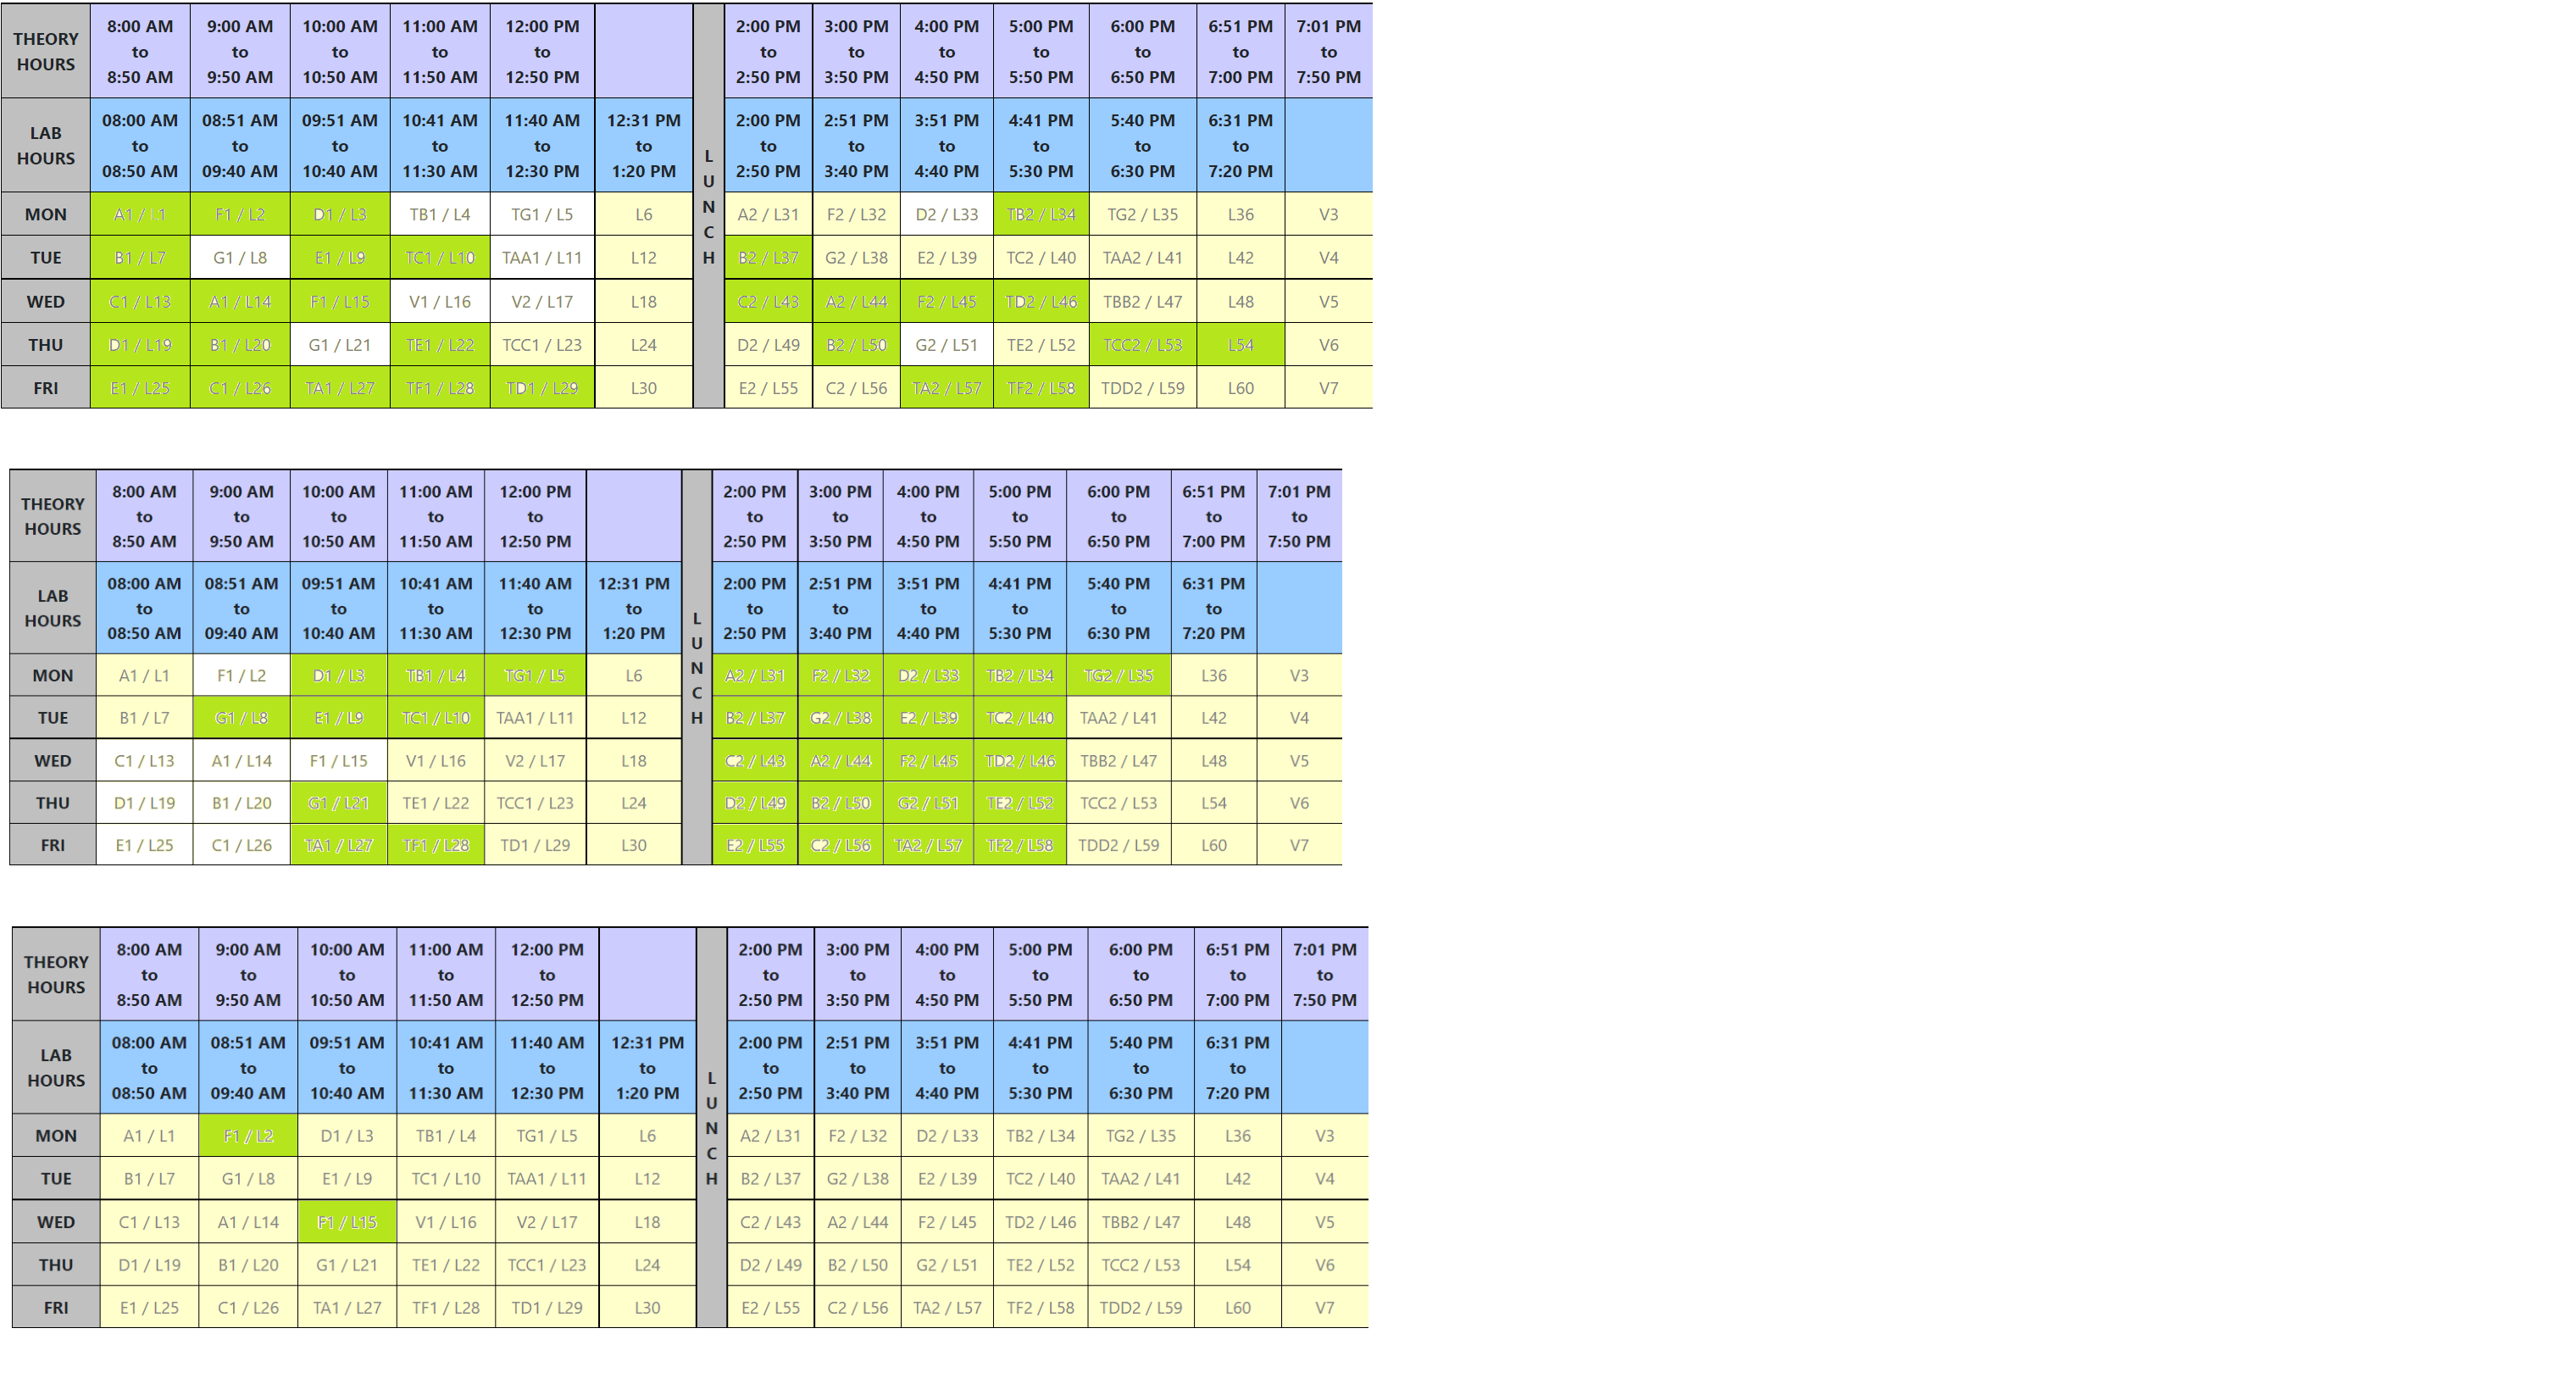 THEORY HOURS 8:00 AM to 8:50 AM 9:00 AM to 9:50 AM 10:00 AM to 10:50 AM 11:00 AM to 11:50 AM 12:00 PM to 12:50 PM LUNCH 2:00 PM to 2:50 PM 3:00 PM to 3:50 PM 4:00 PM to 4:50 PM 5:00 PM to 5:50 PM 6:00 PM to 6:50 PM 6:51 PM to 7:00 PM 7:01 PM to 7:50 PM
LAB HOURS 08:00 AM to 08:50 AM 08:51 AM to 09:40 AM 09:51 AM to 10:40 AM 10:41 AM to 11:30 AM 11:40 AM to 12:30 PM 12:31 PM to 1:20 PM 2:00 PM to 2:50 PM 2:51 PM to 3:40 PM 3:51 PM to 4:40 PM 4:41 PM to 5:30 PM 5:40 PM to 6:30 PM 6:31 PM to 7:20 PM
MON A1 / L1 F1 / L2 D1 / L3 TB1 / L4 TG1 / L5 L6 A2 / L31 F2 / L32 D2 / L33 TB2 / L34 TG2 / L35 L36 V3
TUE B1 / L7 G1 / L8 E1 / L9 TC1 / L10 TAA1 / L11 L12 B2 / L37 G2 / L38 E2 / L39 TC2 / L40 TAA2 / L41 L42 V4
WED C1 / L13 A1 / L14 F1 / L15 V1 / L16 V2 / L17 L18 C2 / L43 A2 / L44 F2 / L45 TD2 / L46 TBB2 / L47 L48 V5
THU D1 / L19 B1 / L20 G1 / L21 TE1 / L22 TCC1 / L23 L24 D2 / L49 B2 / L50 G2 / L51 TE2 / L52 TCC2 / L53 L54 V6
FRI E1 / L25 C1 / L26 TA1 / L27 TF1 / L28 TD1 / L29 L30 E2 / L55 C2 / L56 TA2 / L57 TF2 / L58 TDD2 / L59 L60 V7
THEORY HOURS 8:00 AM to 8:50 AM 9:00 AM to 9:50 AM 10:00 AM to 10:50 AM 11:00 AM to 11:50 AM 12:00 PM to 12:50 PM LUNCH 2:00 PM to 2:50 PM 3:00 PM to 3:50 PM 4:00 PM to 4:50 PM 5:00 PM to 5:50 PM 6:00 PM to 6:50 PM 6:51 PM to 7:00 PM 7:01 PM to 7:50 PM
LAB HOURS 08:00 AM to 08:50 AM 08:51 AM to 09:40 AM 09:51 AM to 10:40 AM 10:41 AM to 11:30 AM 11:40 AM to 12:30 PM 12:31 PM to 1:20 PM 2:00 PM to 2:50 PM 2:51 PM to 3:40 PM 3:51 PM to 4:40 PM 4:41 PM to 5:30 PM 5:40 PM to 6:30 PM 6:31 PM to 7:20 PM
MON A1 / L1 F1 / L2 D1 / L3 TB1 / L4 TG1 / L5 L6 A2 / L31 F2 / L32 D2 / L33 TB2 / L34 TG2 / L35 L36 V3
TUE B1 / L7 G1 / L8 E1 / L9 TC1 / L10 TAA1 / L11 L12 B2 / L37 G2 / L38 E2 / L39 TC2 / L40 TAA2 / L41 L42 V4
WED C1 / L13 A1 / L14 F1 / L15 V1 / L16 V2 / L17 L18 C2 / L43 A2 / L44 F2 / L45 TD2 / L46 TBB2 / L47 L48 V5
THU D1 / L19 B1 / L20 G1 / L21 TE1 / L22 TCC1 / L23 L24 D2 / L49 B2 / L50 G2 / L51 TE2 / L52 TCC2 / L53 L54 V6
FRI E1 / L25 C1 / L26 TA1 / L27 TF1 / L28 TD1 / L29 L30 E2 / L55 C2 / L56 TA2 / L57 TF2 / L58 TDD2 / L59 L60 V7
THEORY HOURS 8:00 AM to 8:50 AM 9:00 AM to 9:50 AM 10:00 AM to 10:50 AM 11:00 AM to 11:50 AM 12:00 PM to 12:50 PM LUNCH 2:00 PM to 2:50 PM 3:00 PM to 3:50 PM 4:00 PM to 4:50 PM 5:00 PM to 5:50 PM 6:00 PM to 6:50 PM 6:51 PM to 7:00 PM 7:01 PM to 7:50 PM
LAB HOURS 08:00 AM to 08:50 AM 08:51 AM to 09:40 AM 09:51 AM to 10:40 AM 10:41 AM to 11:30 AM 11:40 AM to 12:30 PM 12:31 PM to 1:20 PM 2:00 PM to 2:50 PM 2:51 PM to 3:40 PM 3:51 PM to 4:40 PM 4:41 PM to 5:30 PM 5:40 PM to 6:30 PM 6:31 PM to 7:20 PM
MON A1 / L1 F1 / L2 D1 / L3 TB1 / L4 TG1 / L5 L6 A2 / L31 F2 / L32 D2 / L33 TB2 / L34 TG2 / L35 L36 V3
TUE B1 / L7 G1 / L8 E1 / L9 TC1 / L10 TAA1 / L11 L12 B2 / L37 G2 / L38 E2 / L39 TC2 / L40 TAA2 / L41 L42 V4
WED C1 / L13 A1 / L14 F1 / L15 V1 / L16 V2 / L17 L18 C2 / L43 A2 / L44 F2 / L45 TD2 / L46 TBB2 / L47 L48 V5
THU D1 / L19 B1 / L20 G1 / L21 TE1 / L22 TCC1 / L23 L24 D2 / L49 B2 / L50 G2 / L51 TE2 / L52 TCC2 / L53 L54 V6
FRI E1 / L25 C1 / L26 TA1 / L27 TF1 / L28 TD1 / L29 L30 E2 / L55 C2 / L56 TA2 / L57 TF2 / L58 TDD2 / L59 L60 V7